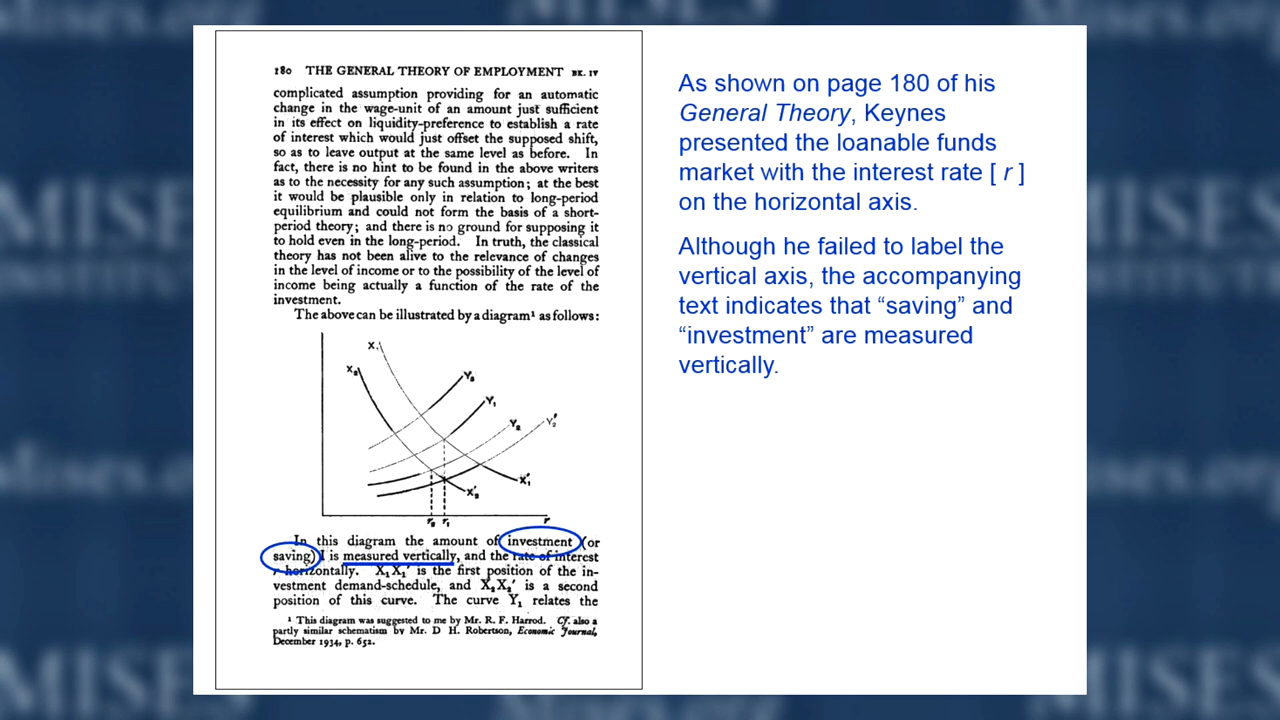 180 THE GENERAL THEORY OF EMPLOYMENT BK. IV
complicated assumption providing for an automatic
change in the wage-unit of an amount just sufficient
in its effect on liquidity-preference to establish a rate
of interest which would just offset the supposed shift,
so as to leave output at the same level as before. In
fact, there is no hint to be found in the above writers
as to the necessity for any such assumption; at the best
it would be plausible only in relation to long-period
equilibrium and could not form the basis of a short-
period theory; and there is no ground for supposing it
to hold even in the long-period. In truth, the classical
theory has not been alive to the relevance of changes
in the level of income or to the possibility of the level of
income being actually a function of the rate of the
investment.
The above can be illustrated by a diagram¹ as follows:
X₁
X₂
Y₁
Y₂
Y₂′
X₁′
X₂′
r₂ r₁ r
In this diagram the amount of investment (or
saving) I is measured vertically, and the rate of interest
r horizontally. X₁X₁′ is the first position of the in-
vestment demand-schedule, and X₂X₂′ is a second
position of this curve. The curve Y₁ relates the
¹ This diagram was suggested to me by Mr. R. F. Harrod. Cf. also a
partly similar schematism by Mr. D H. Robertson, Economic Journal,
December 1934, p. 652.
As shown on page 180 of his
General Theory, Keynes
presented the loanable funds
market with the interest rate [ r ]
on the horizontal axis.
Although he failed to label the
vertical axis, the accompanying
text indicates that “saving” and
“investment” are measured
vertically.
Mises.org
MISES
INSTITUTE